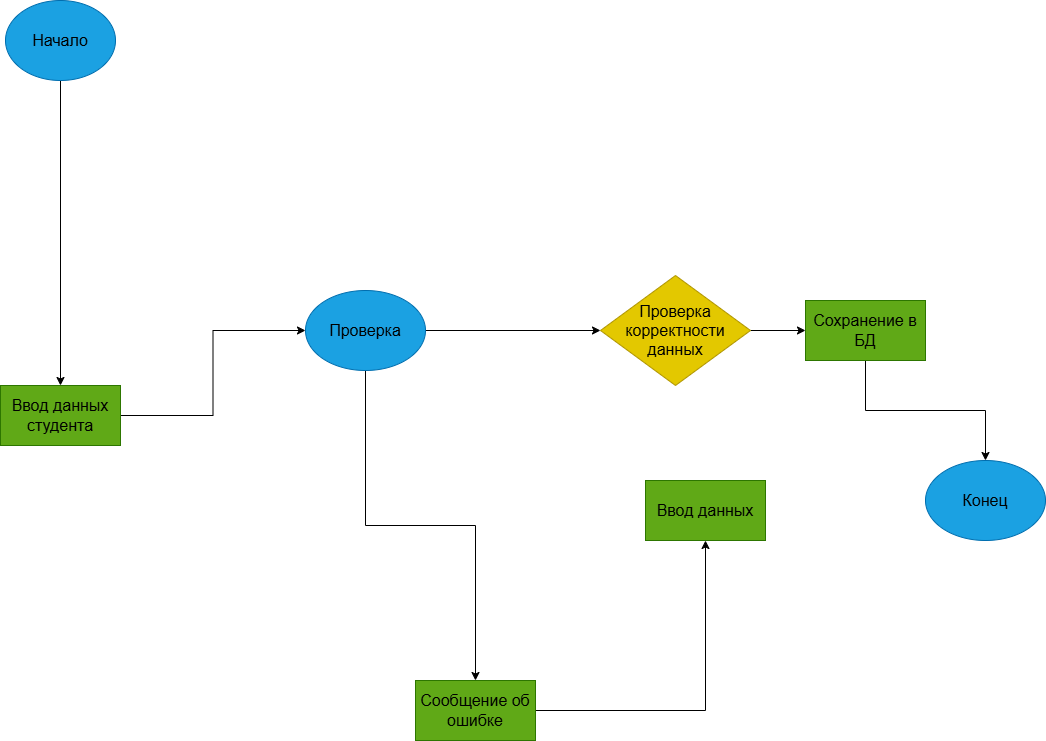 Начало
Проверка
корректности
данных
Сохранение в
БД
Проверка
Ввод данных
студента
Ввод данных
Конец
Сообщение об
ошибке